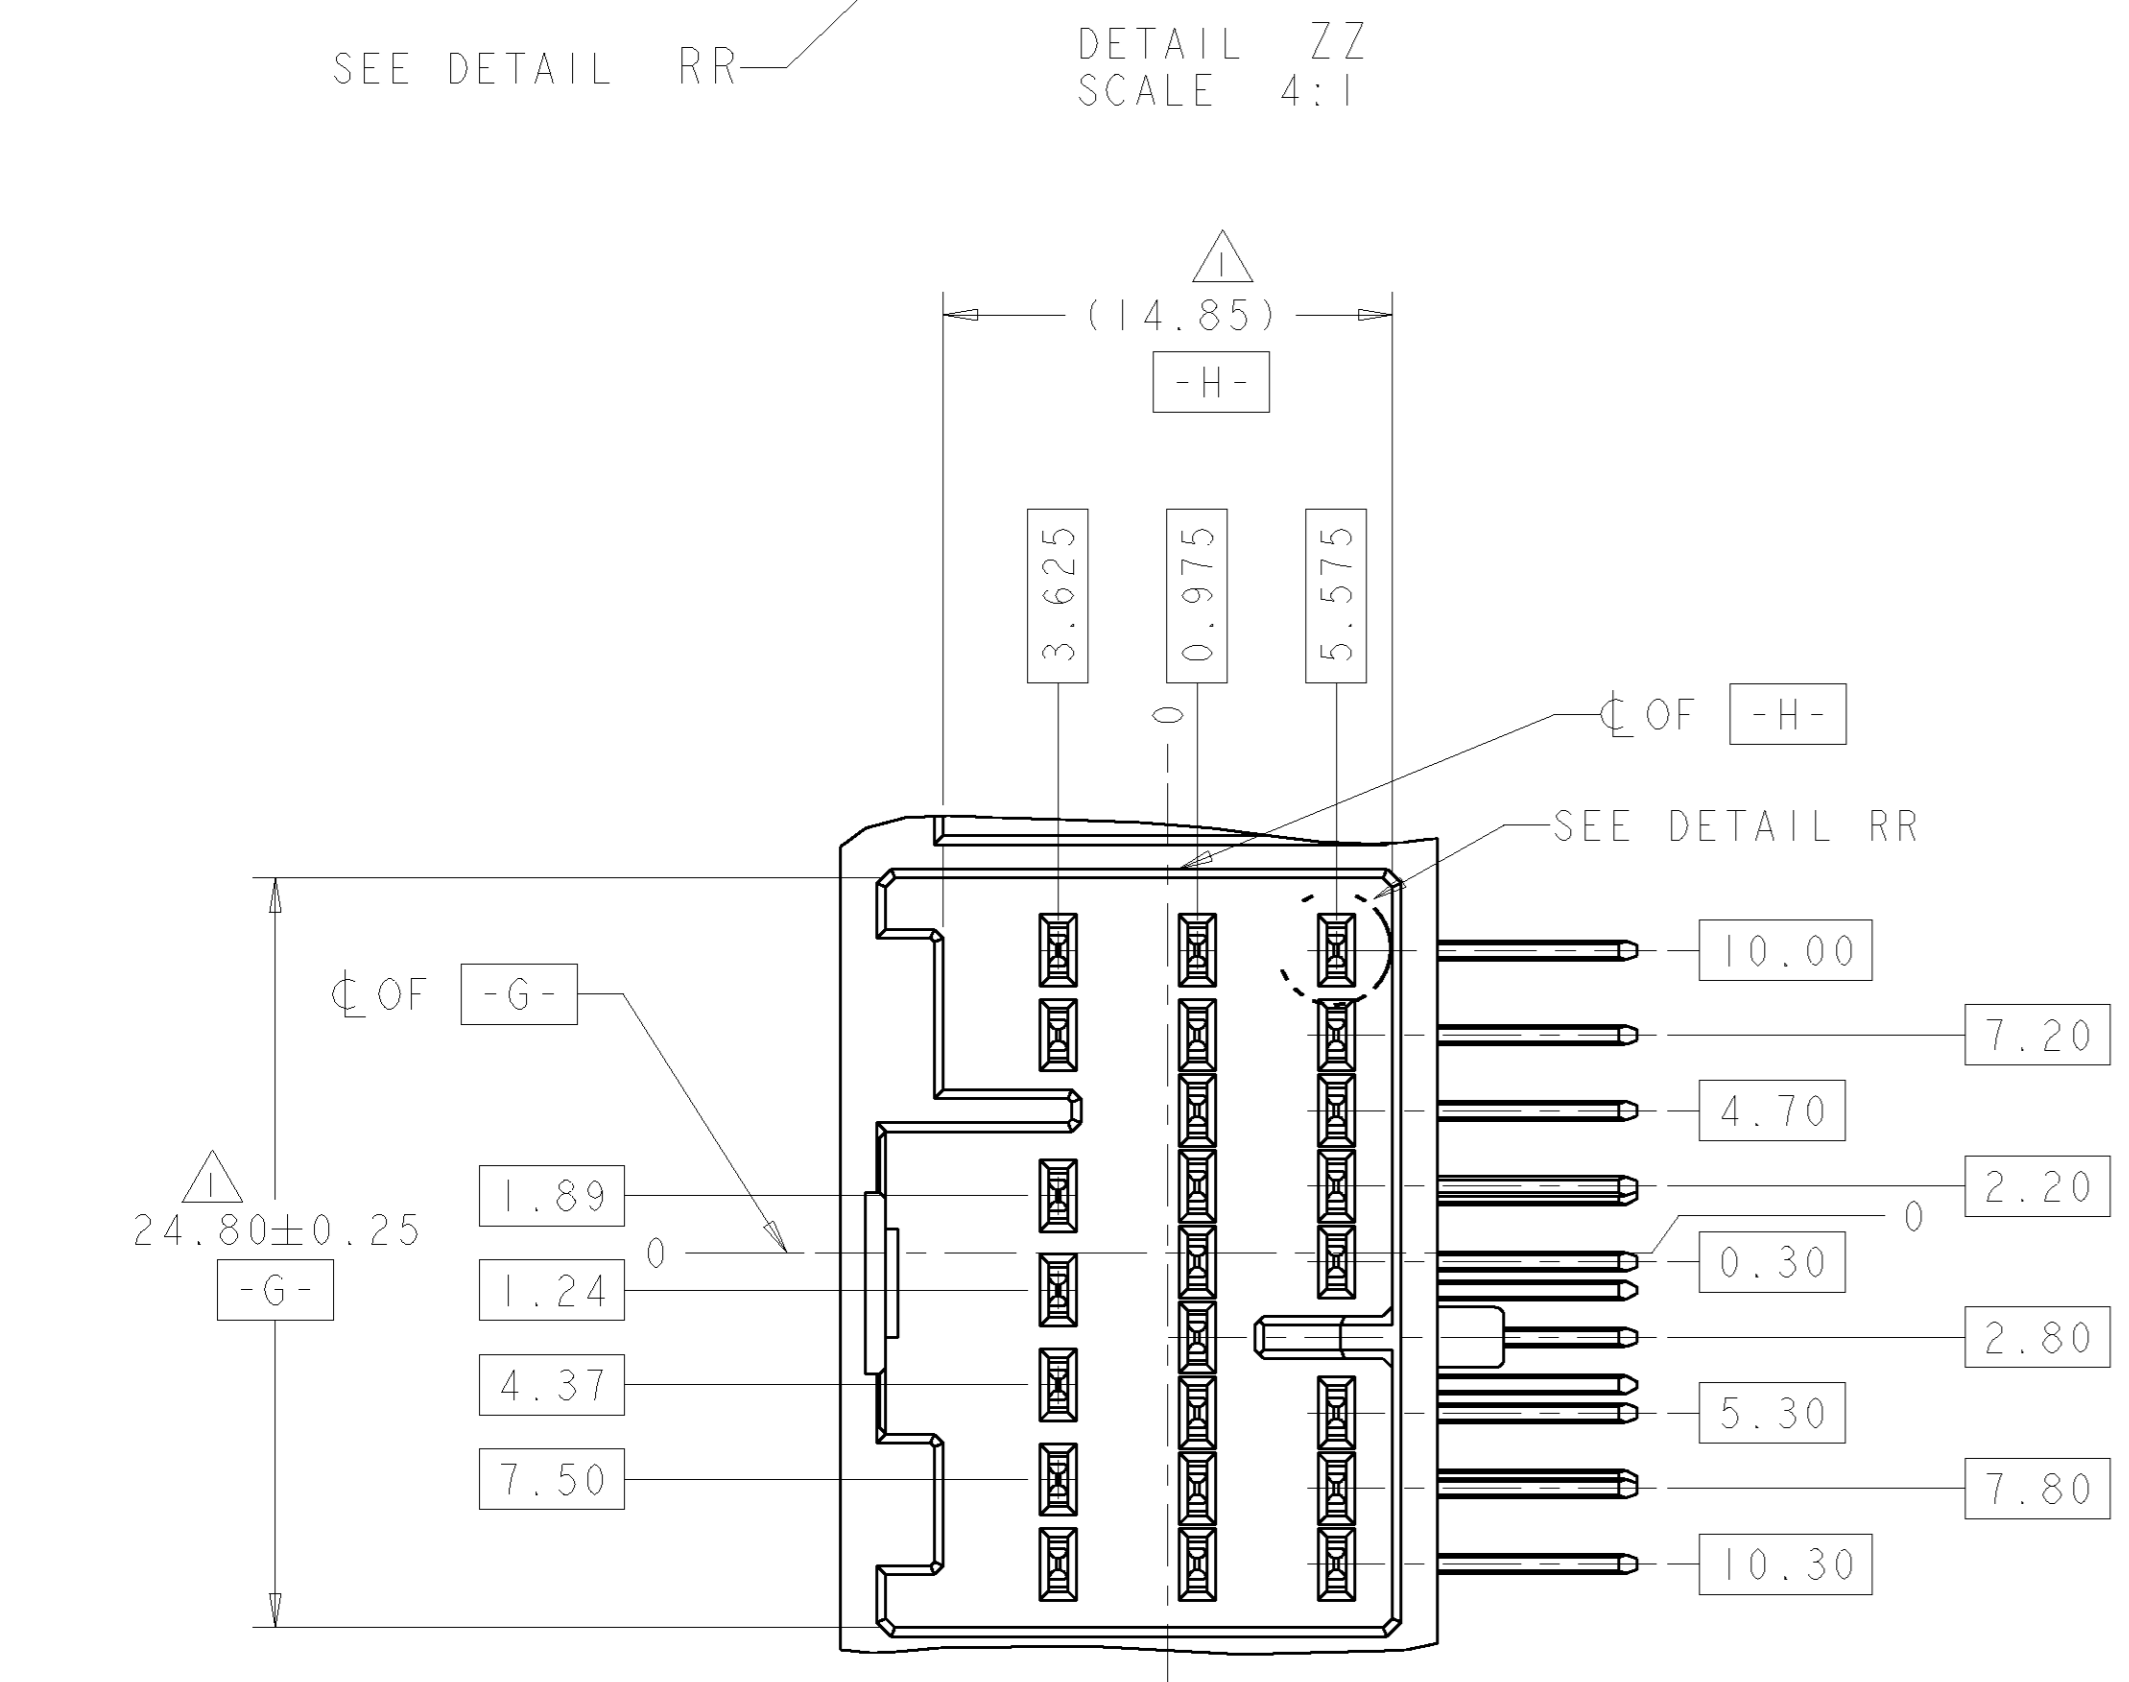 SEE DETAIL RR
DETAIL ZZ
SCALE 4:1
1
(14.85)
-H-
3.625
0.975
5.575
0
℄ OF -H-
SEE DETAIL RR
10.00
℄ OF -G-
7.20
4.70
1.89
2.20
1
24.80±0.25
-G-
0
0
0.30
1.24
2.80
4.37
5.30
7.50
7.80
10.30